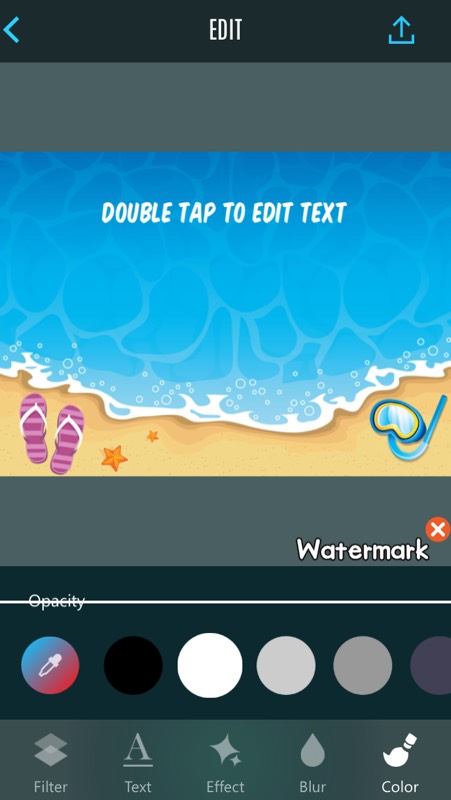 EDIT
DOUBLE TAP TO EDIT TEXT
Watermark
Opacity
Filter Text Effect Blur Color